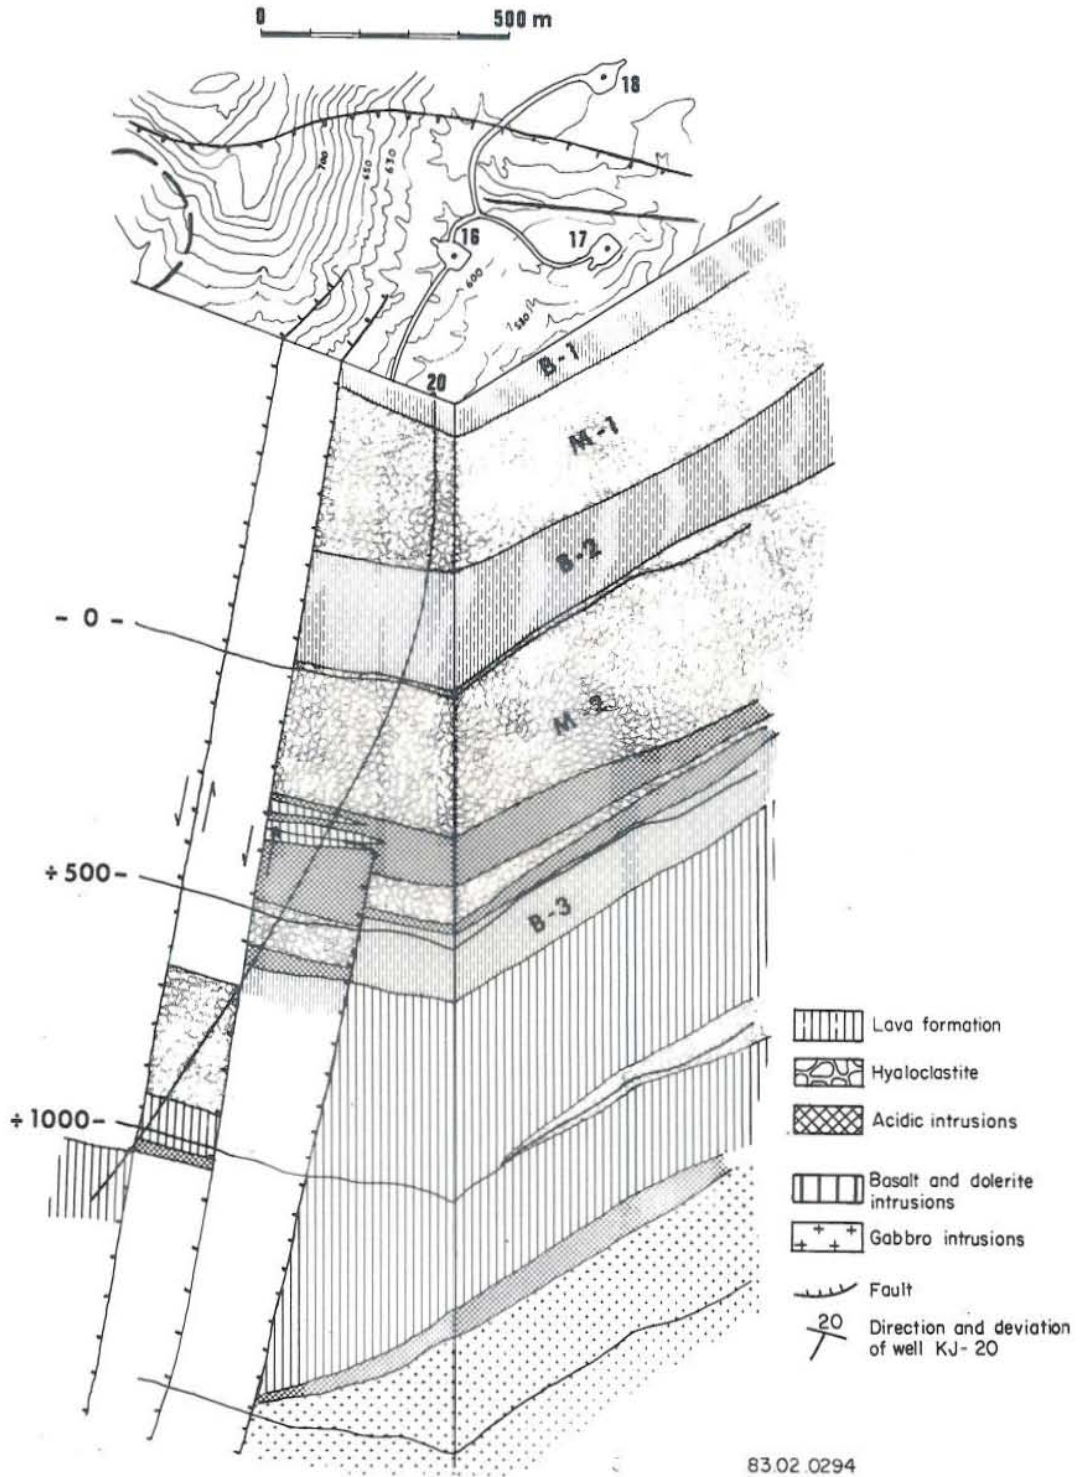 0 500 m
18
700
650
630
16
17
600
580
B-1
20
M-1
B-2
- 0 -
M-2
÷500-
B-3
÷1000-
Lava formation
Hyaloclastite
Acidic intrusions
Basalt and dolerite
intrusions
Gabbro intrusions
Fault
20
Direction and deviation
of well KJ-20
83.02.0294